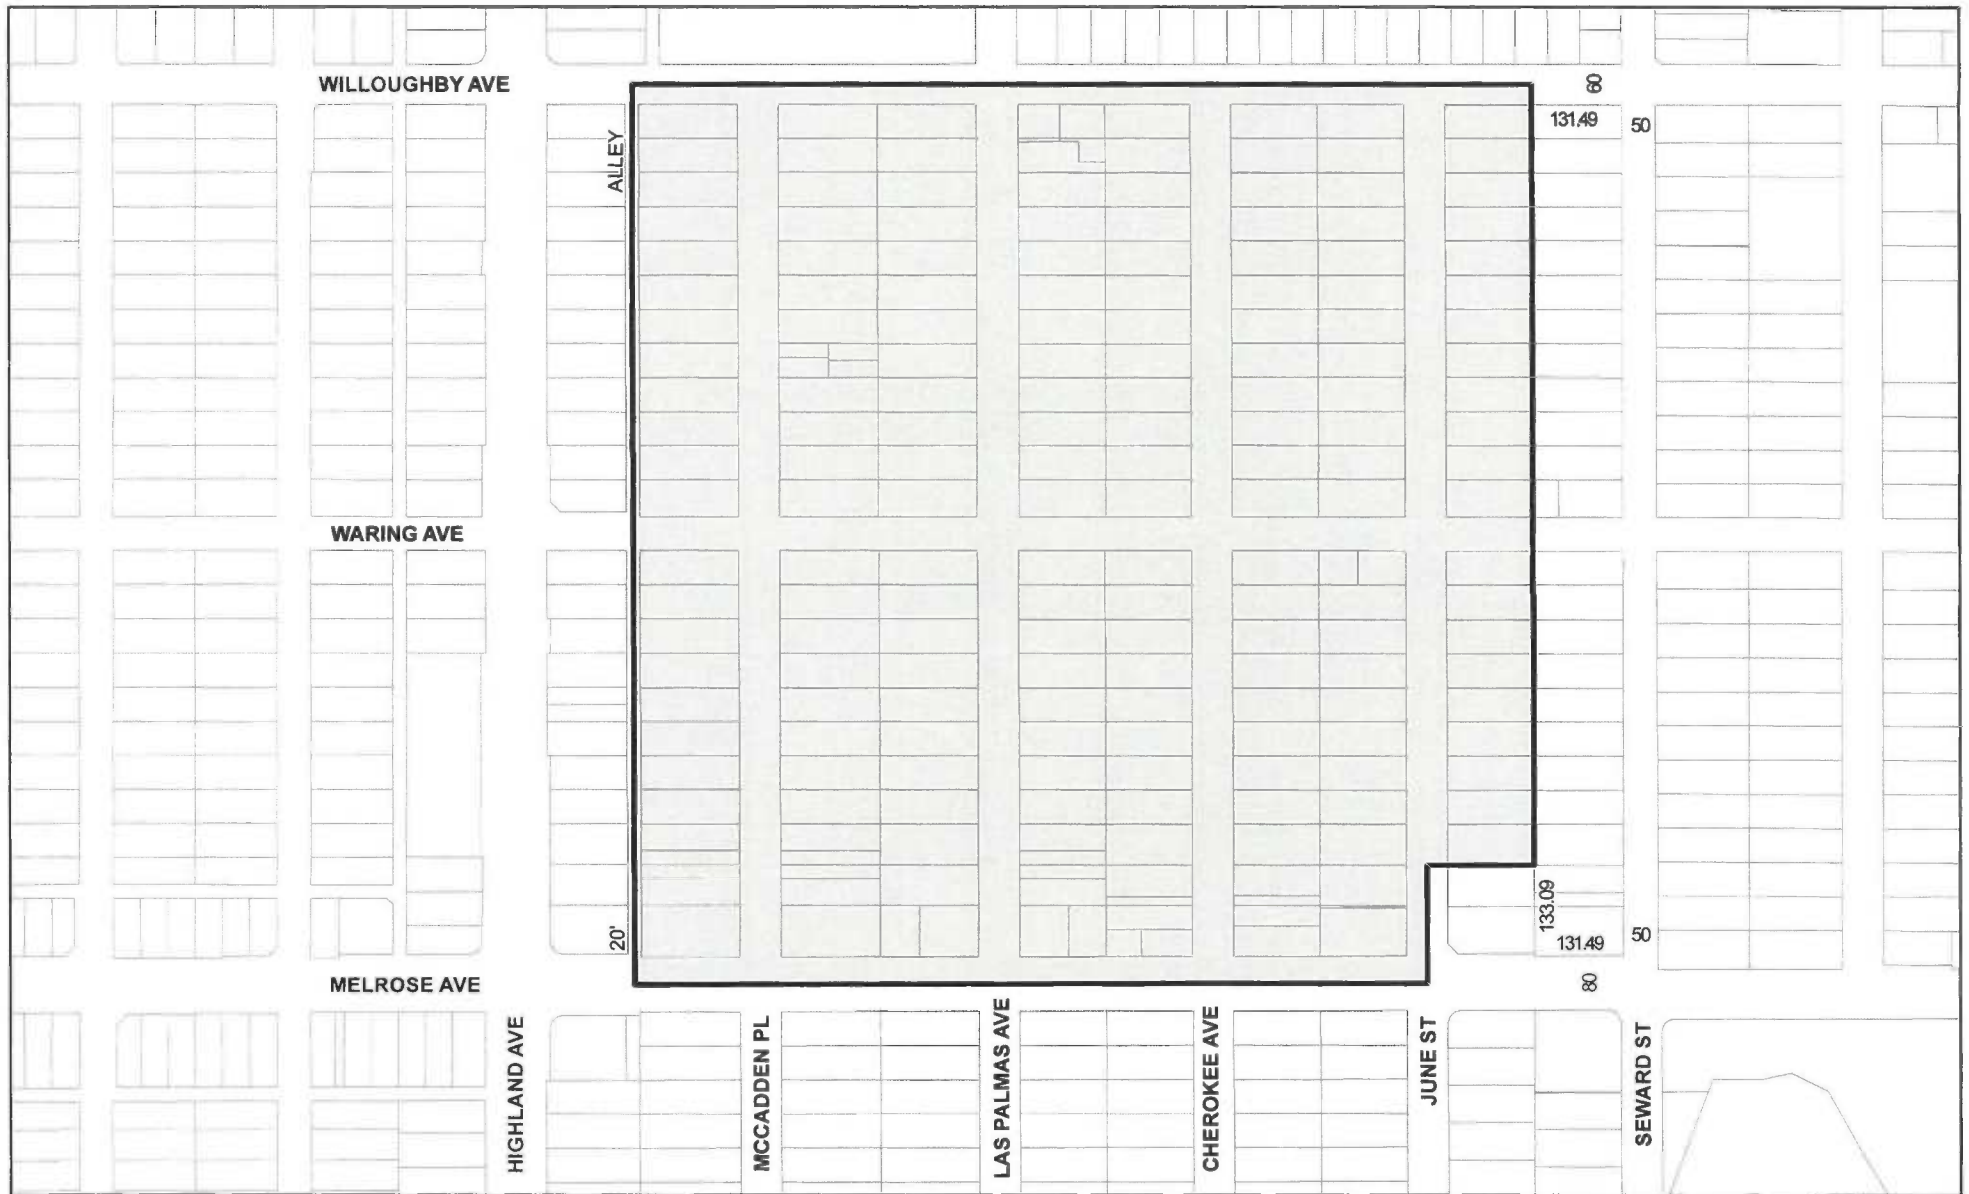 WILLOUGHBY AVE
60
131.49
50
ALLEY
WARING AVE
133.09
20'
131.49
50
MELROSE AVE
80
HIGHLAND AVE
MCCADDEN PL
LAS PALMAS AVE
CHEROKEE AVE
JUNE ST
SEWARD ST